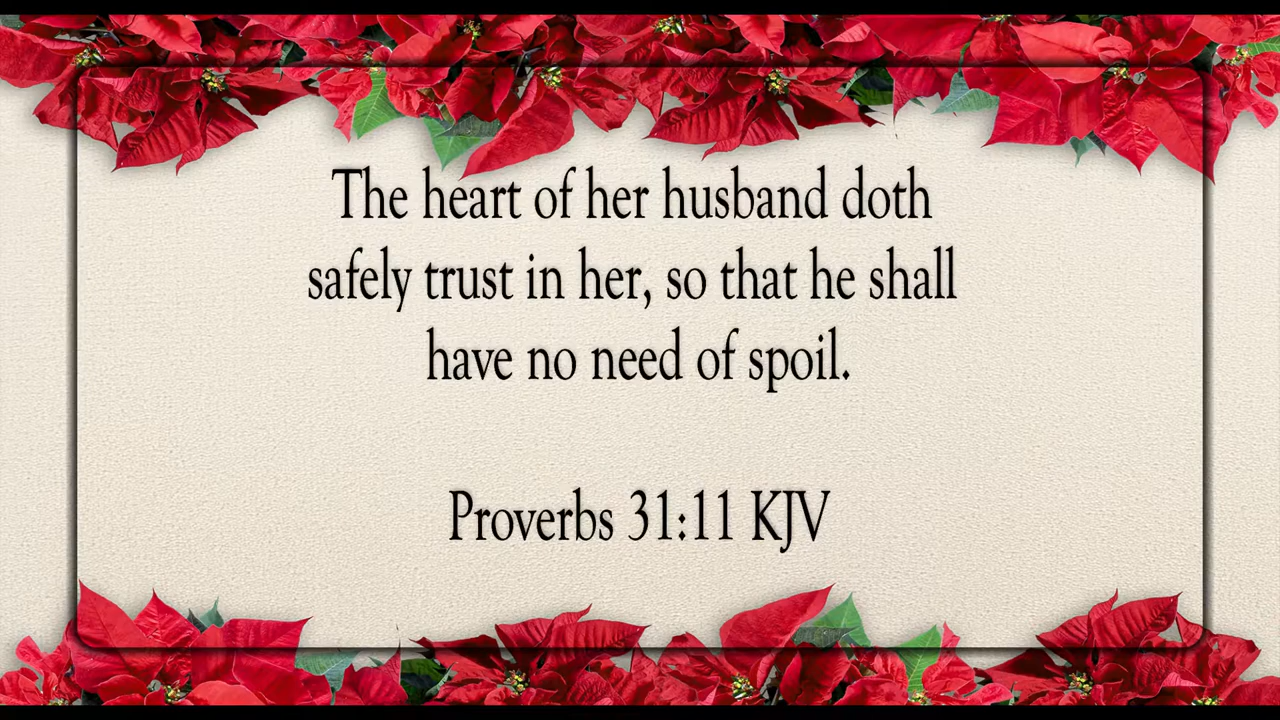 The heart of her husband doth
safely trust in her, so that he shall
have no need of spoil.
Proverbs 31:11 KJV